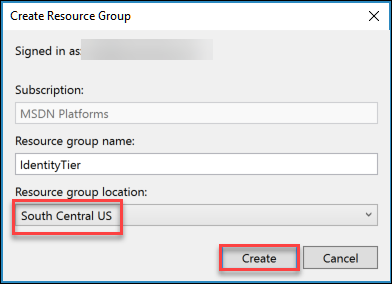 Create Resource Group
Signed in as:
Subscription:
MSDN Platforms
Resource group name:
IdentityTier
Resource group location:
South Central US
Create Cancel